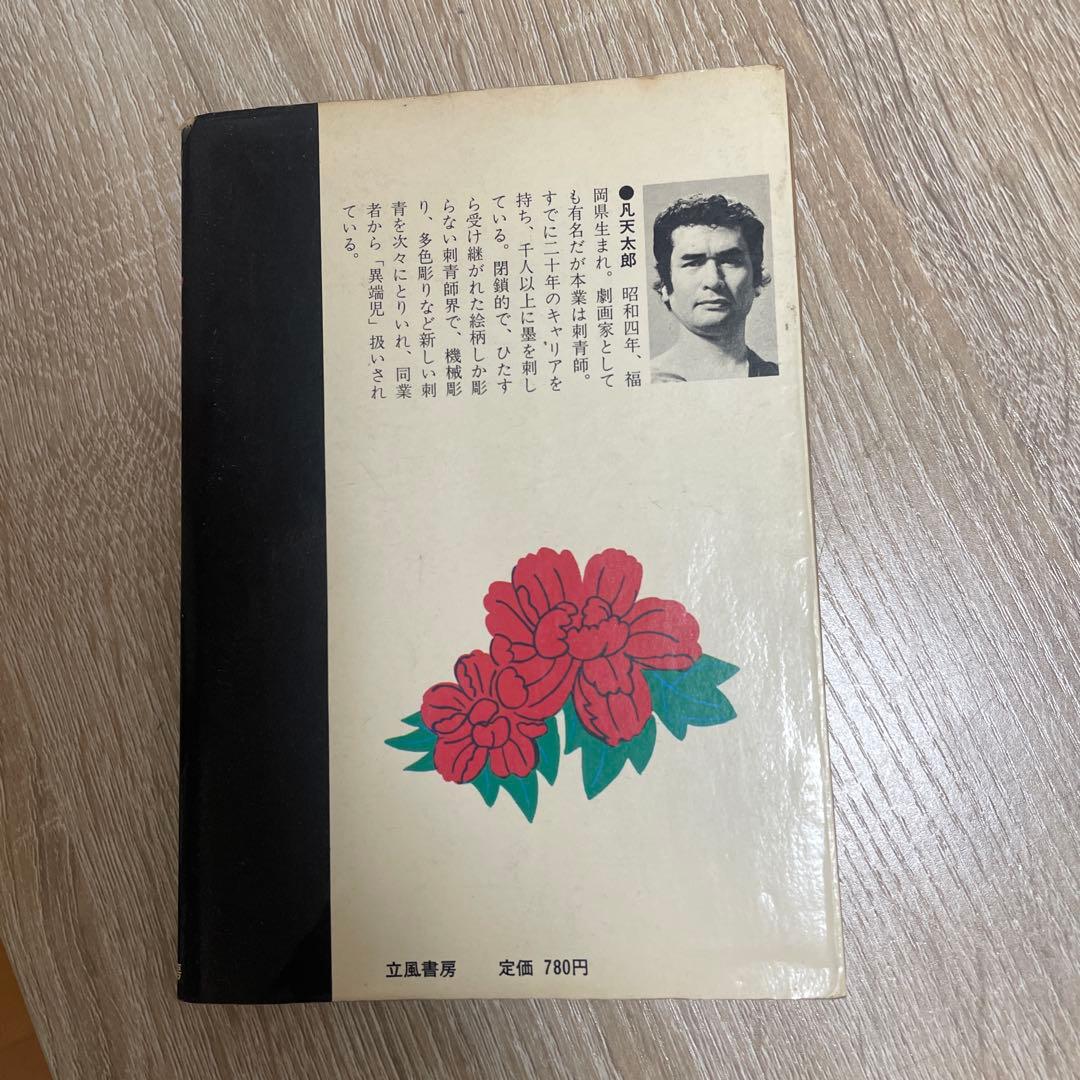 ●凡天太郎　昭和四年、福
岡県生まれ。劇画家として
も有名だが本業は刺青師。
すでに二十年のキャリアを
持ち、千人以上に墨を刺し
ている。閉鎖的で、ひたす
ら受け継がれた絵柄しか彫
らない刺青師界で、機械彫
り、多色彫りなど新しい刺
青を次々にとりいれ、同業
者から「異端児」扱いされ
ている。
立風書房　定価 780円